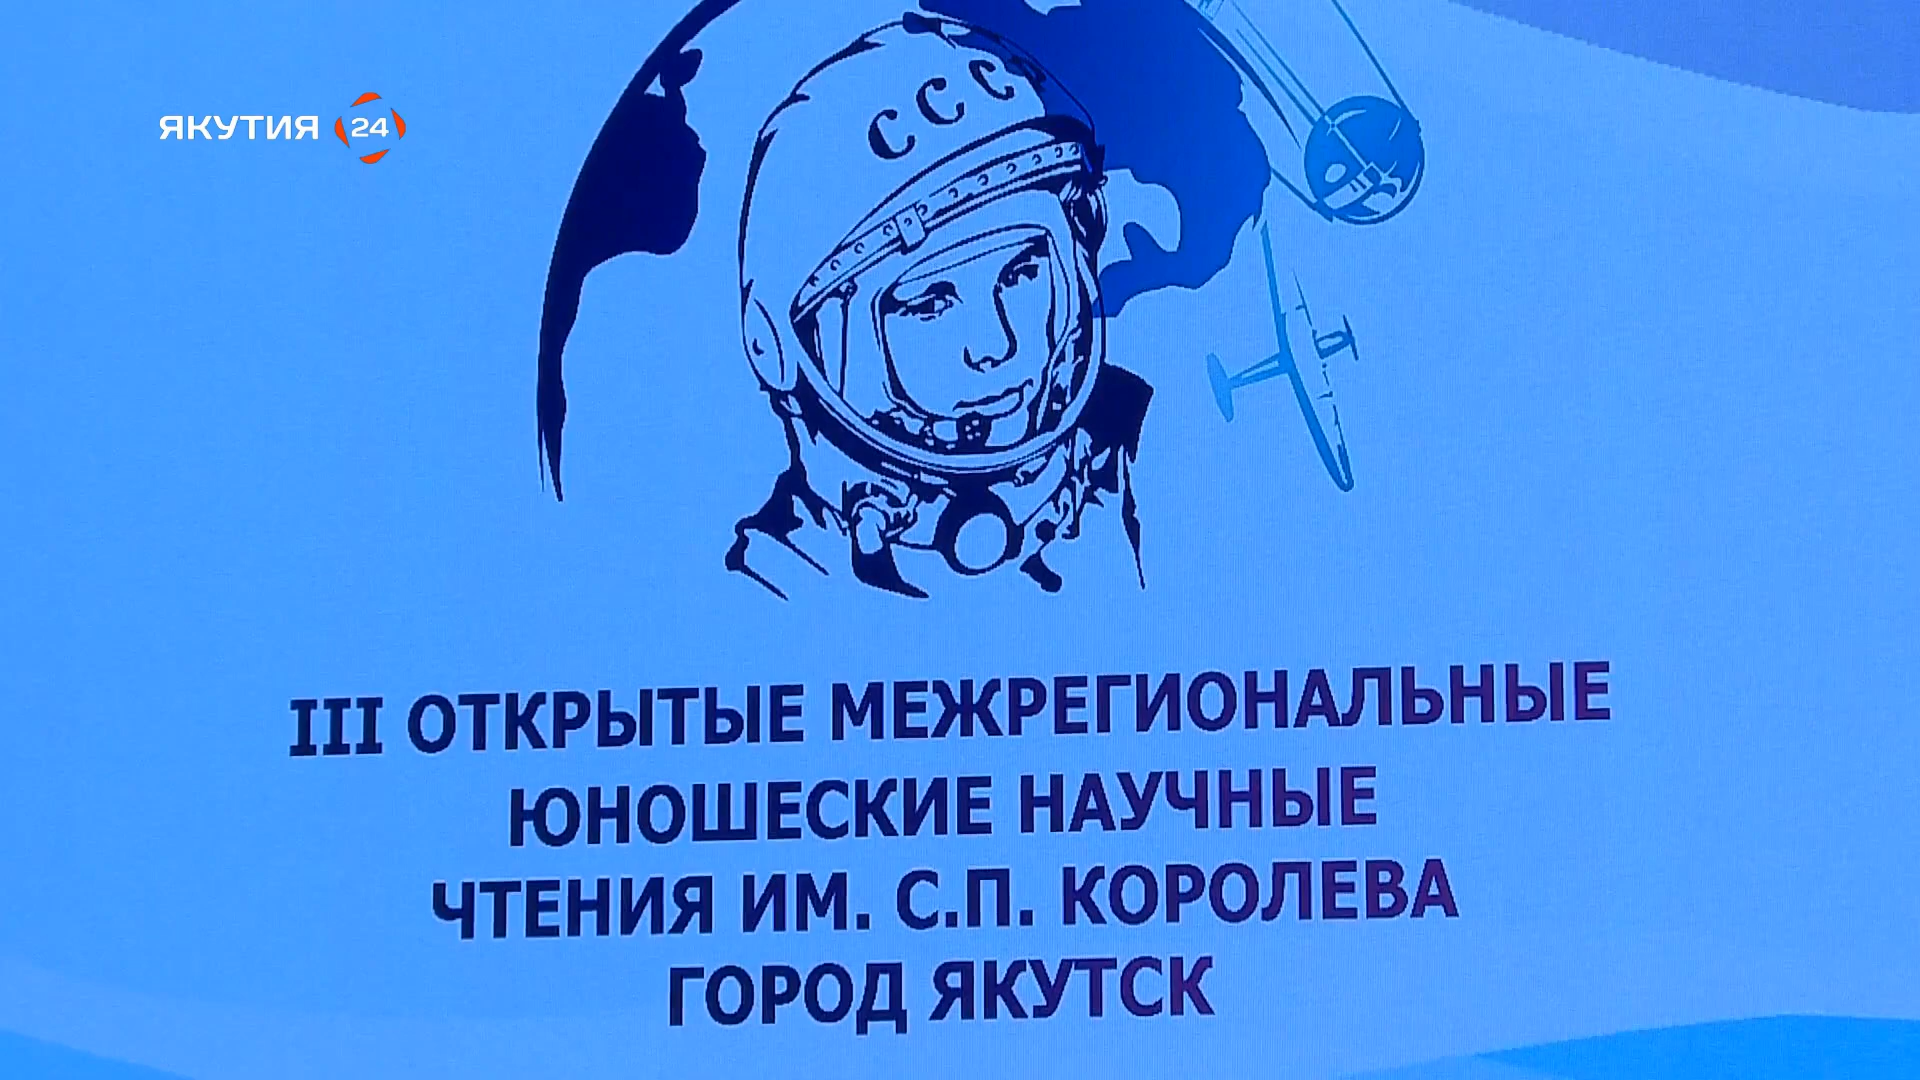 ЯКУТИЯ 24
СССР
III ОТКРЫТЫЕ МЕЖРЕГИОНАЛЬНЫЕ
ЮНОШЕСКИЕ НАУЧНЫЕ
ЧТЕНИЯ ИМ. С.П. КОРОЛЕВА
ГОРОД ЯКУТСК